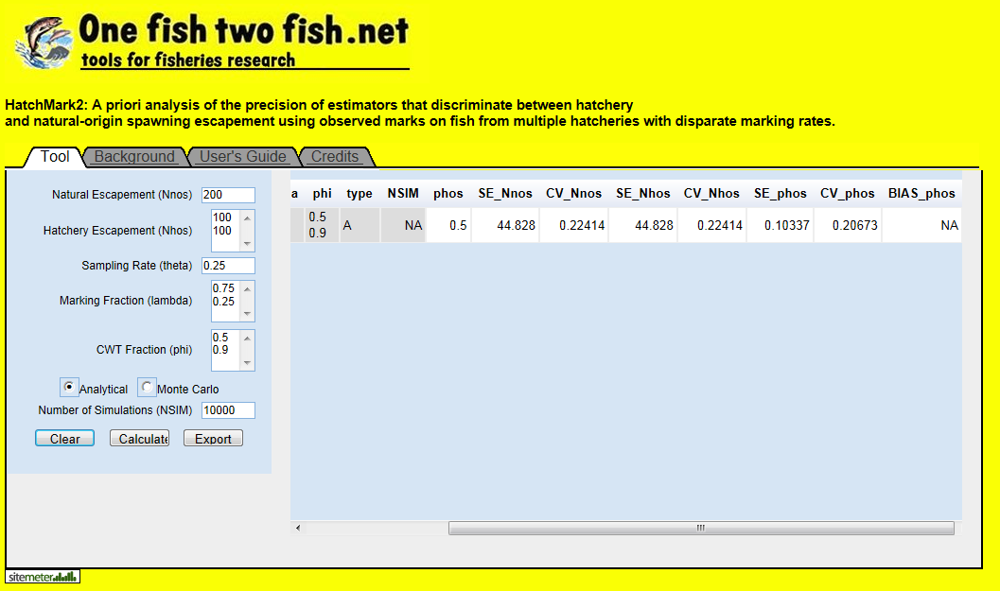 One fish two fish.net
tools for fisheries research
HatchMark2: A priori analysis of the precision of estimators that discriminate between hatchery
and natural-origin spawning escapement using observed marks on fish from multiple hatcheries with disparate marking rates.
Tool Background User's Guide Credits
Natural Escapement (Nnos) 200
Hatchery Escapement (Nhos) 100
100
Sampling Rate (theta) 0.25
Marking Fraction (lambda) 0.75
0.25
CWT Fraction (phi) 0.5
0.9
Analytical Monte Carlo
Number of Simulations (NSIM) 10000
Clear Calculate Export
a phi type NSIM phos SE_Nnos CV_Nnos SE_Nhos CV_Nhos SE_phos CV_phos BIAS_phos
0.5
0.9 A NA 0.5 44.828 0.22414 44.828 0.22414 0.10337 0.20673 NA
sitemeter